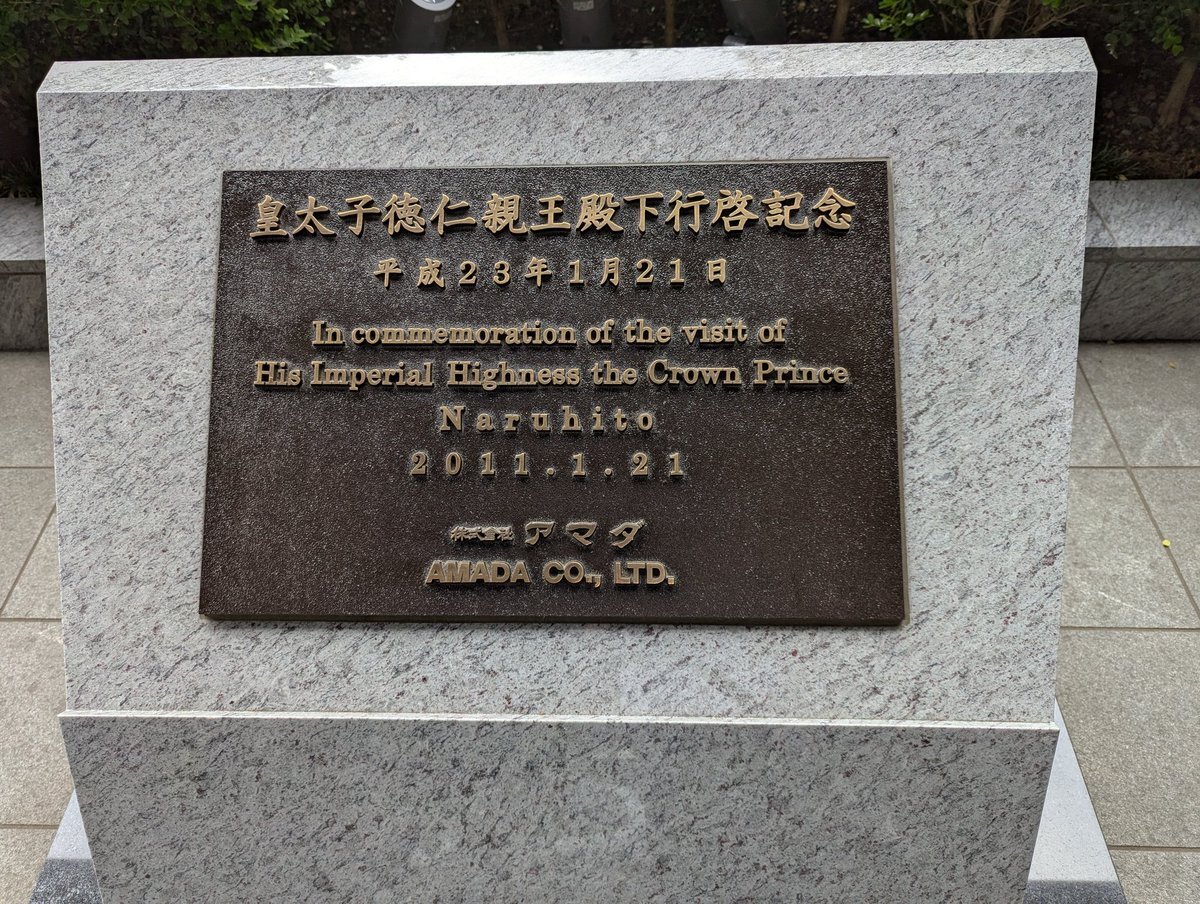 皇太子徳仁親王殿下行啓記念
平成23年1月21日
In commemoration of the visit of
His Imperial Highness the Crown Prince
Naruhito
2011.1.21
株式會社 アマダ
AMADA CO., LTD.